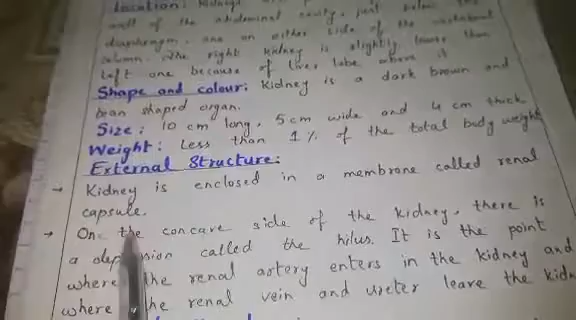 Location: Kidneys
wall of the abdominal cavity, just below the
diaphragm, one on either side of the vertebral
column. The right kidney is slightly lower than
left one because of liver lobe above it
Shape and colour: Kidney is a dark brown and
bean shaped organ.
Size: 10 cm long, 5 cm wide and 4 cm thick
Weight: Less than 1% of the total body weight
External Structure:
→ Kidney is enclosed in a membrane called renal
capsule.
→ On the concave side of the kidney, there is
a depression called the hilus. It is the point
where the renal artery enters in the kidney and
where the renal vein and ureter leave the kidn